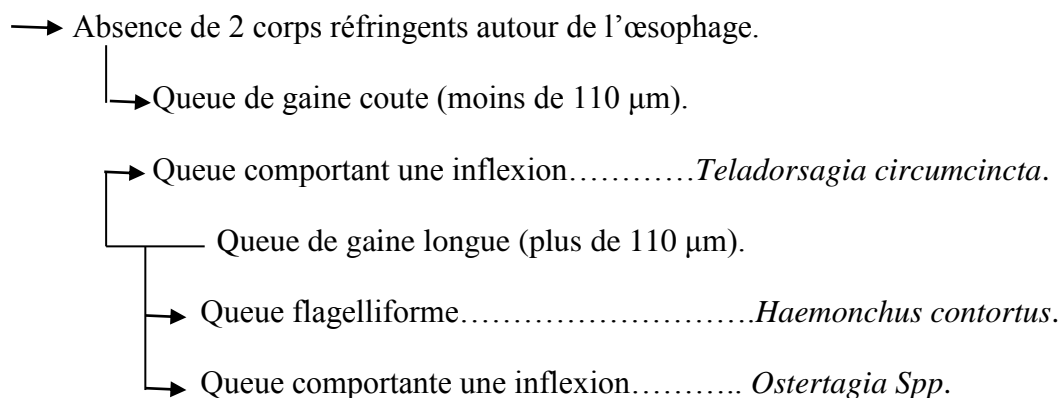 Absence de 2 corps réfringents autour de l’œsophage.
Queue de gaine coute (moins de 110 μm).
Queue comportant une inflexion…………Teladorsagia circumcincta.
Queue de gaine longue (plus de 110 μm).
Queue flagelliforme……………………….Haemonchus contortus.
Queue comportante une inflexion……….. Ostertagia Spp.